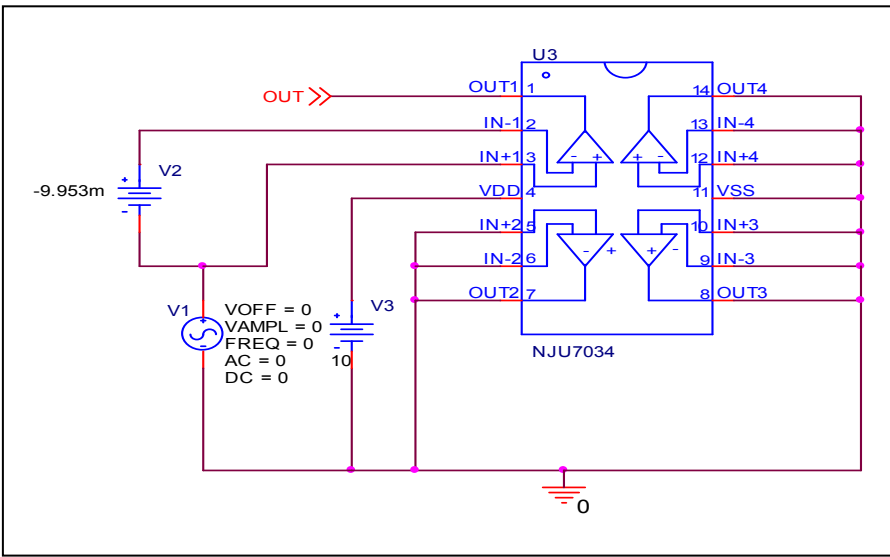 U3
OUT
OUT1 1
14 OUT4
IN-1 2
13 IN-4
IN+1 3
12 IN+4
VDD 4
11 VSS
IN+2 5
10 IN+3
IN-2 6
9 IN-3
OUT2 7
8 OUT3
- +
+ -
- +
+ -
NJU7034
+
V2
-9.953m
-
V1
+
-
VOFF = 0
VAMPL = 0
FREQ = 0
AC = 0
DC = 0
V3
+
-
10
0